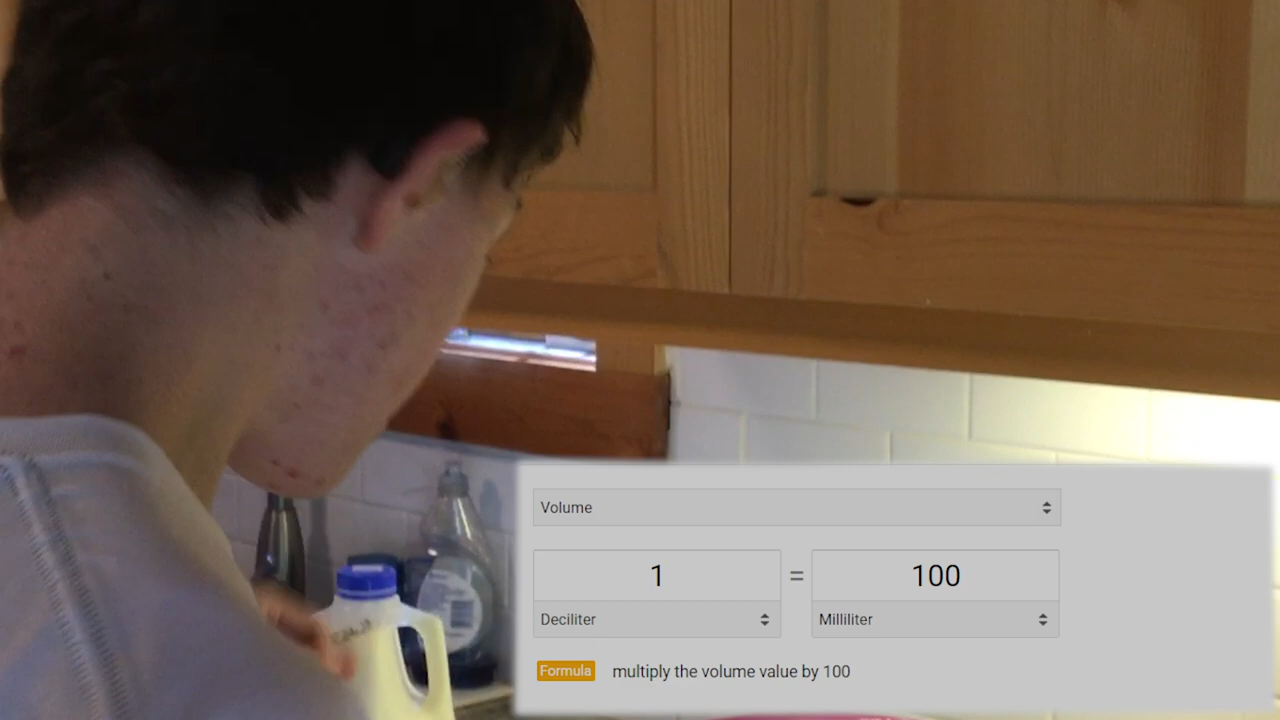 Volume
1 = 100
Deciliter Milliliter
Formula multiply the volume value by 100